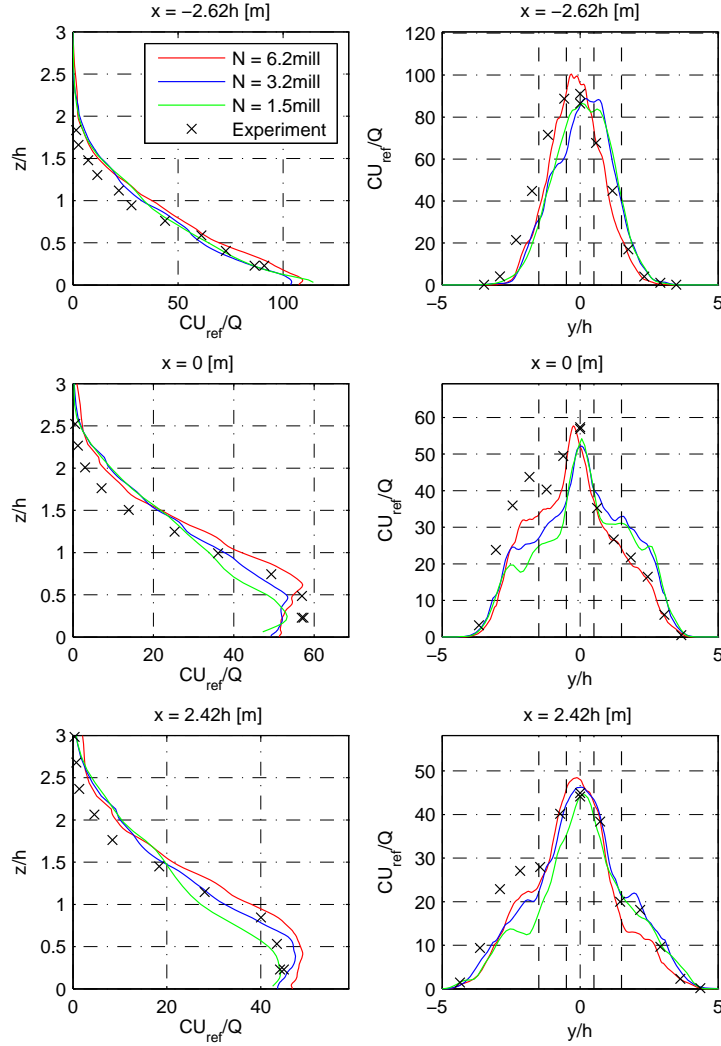 x = −2.62h [m]
3
2.5
2
1.5
1
0.5
0
z/h
N = 6.2mill
N = 3.2mill
N = 1.5mill
Experiment
0 50 100
CU_ref/Q
x = −2.62h [m]
120
100
80
60
40
20
0
CU_ref/Q
−5 0 5
y/h
x = 0 [m]
3
2.5
2
1.5
1
0.5
0
z/h
0 20 40 60
CU_ref/Q
x = 0 [m]
60
50
40
30
20
10
0
CU_ref/Q
−5 0 5
y/h
x = 2.42h [m]
3
2.5
2
1.5
1
0.5
0
z/h
0 20 40
CU_ref/Q
x = 2.42h [m]
50
40
30
20
10
0
CU_ref/Q
−5 0 5
y/h